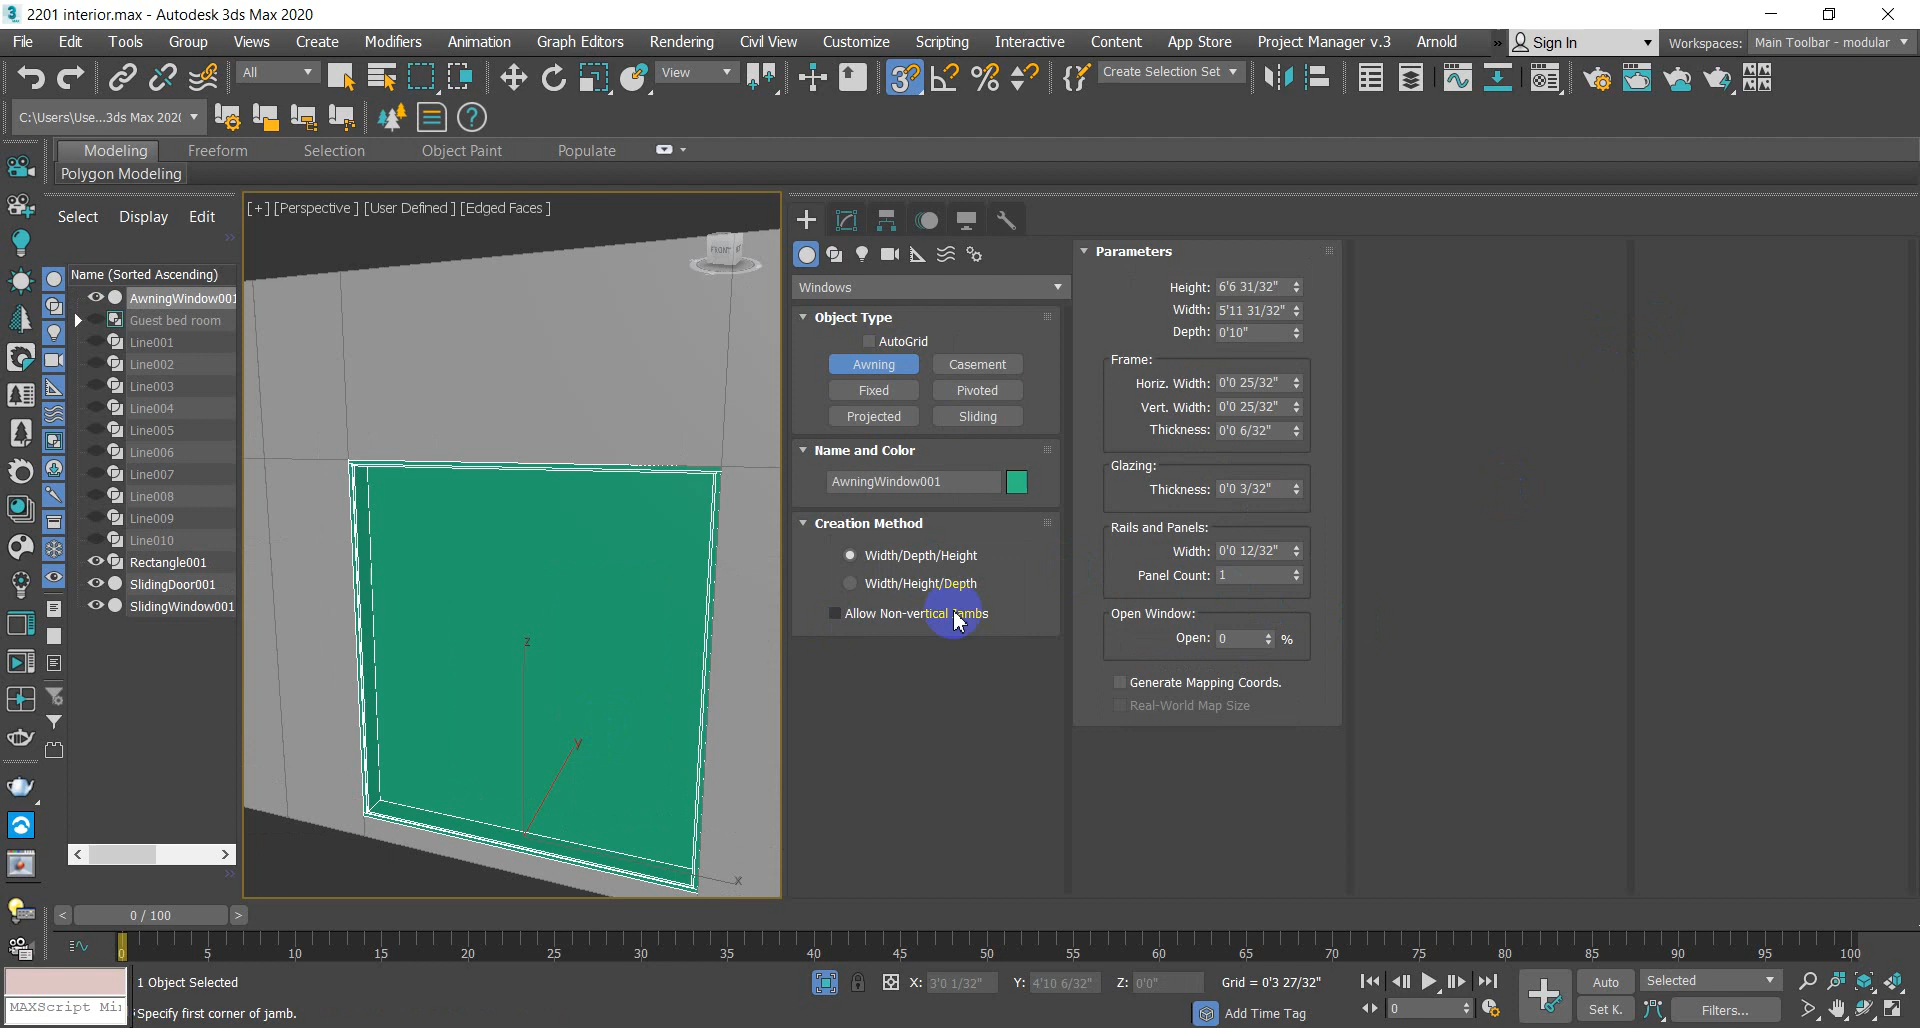 2201 interior.max - Autodesk 3ds Max 2020
File Edit Tools Group Views Create Modifiers Animation Graph Editors Rendering Civil View Customize Scripting Interactive Content App Store Project Manager v.3 Arnold » Sign In Workspaces: Main Toolbar - modular
All View Create Selection Set
C:\Users\Use...3ds Max 202
Modeling Freeform Selection Object Paint Populate
Polygon Modeling
Select Display Edit
Name (Sorted Ascending)
AwningWindow001
Guest bed room
Line001
Line002
Line003
Line004
Line005
Line006
Line007
Line008
Line009
Line010
Rectangle001
SlidingDoor001
SlidingWindow001
[+] [Perspective ] [User Defined ] [Edged Faces ]
FRONT
z
y
x
Windows
Object Type
AutoGrid
Awning Casement
Fixed Pivoted
Projected Sliding
Name and Color
AwningWindow001
Creation Method
Width/Depth/Height
Width/Height/Depth
Allow Non-vertical Jambs
Parameters
Height: 6'6 31/32"
Width: 5'11 31/32"
Depth: 0'10"
Frame:
Horiz. Width: 0'0 25/32"
Vert. Width: 0'0 25/32"
Thickness: 0'0 6/32"
Glazing:
Thickness: 0'0 3/32"
Rails and Panels:
Width: 0'0 12/32"
Panel Count: 1
Open Window:
Open: 0 %
Generate Mapping Coords.
Real-World Map Size
< 0 / 100 >
0 5 10 15 20 25 30 35 40 45 50 55 60 65 70 75 80 85 90 95 100
1 Object Selected X: 3'0 1/32" Y: 4'10 6/32" Z: 0'0" Grid = 0'3 27/32" Auto Selected
MAXScript Mi Specify first corner of jamb. Add Time Tag 0 Set K. Filters...